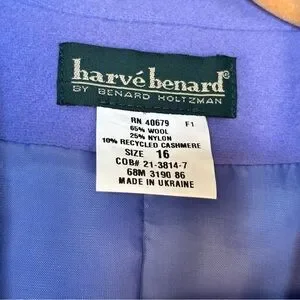 harvé benard®
BY BENARD HOLTZMAN
RN 40679 F1
65% WOOL
25% NYLON
10% RECYCLED CASHMERE
SIZE 16
COB# 21-3814-7
68M 3190 86
MADE IN UKRAINE